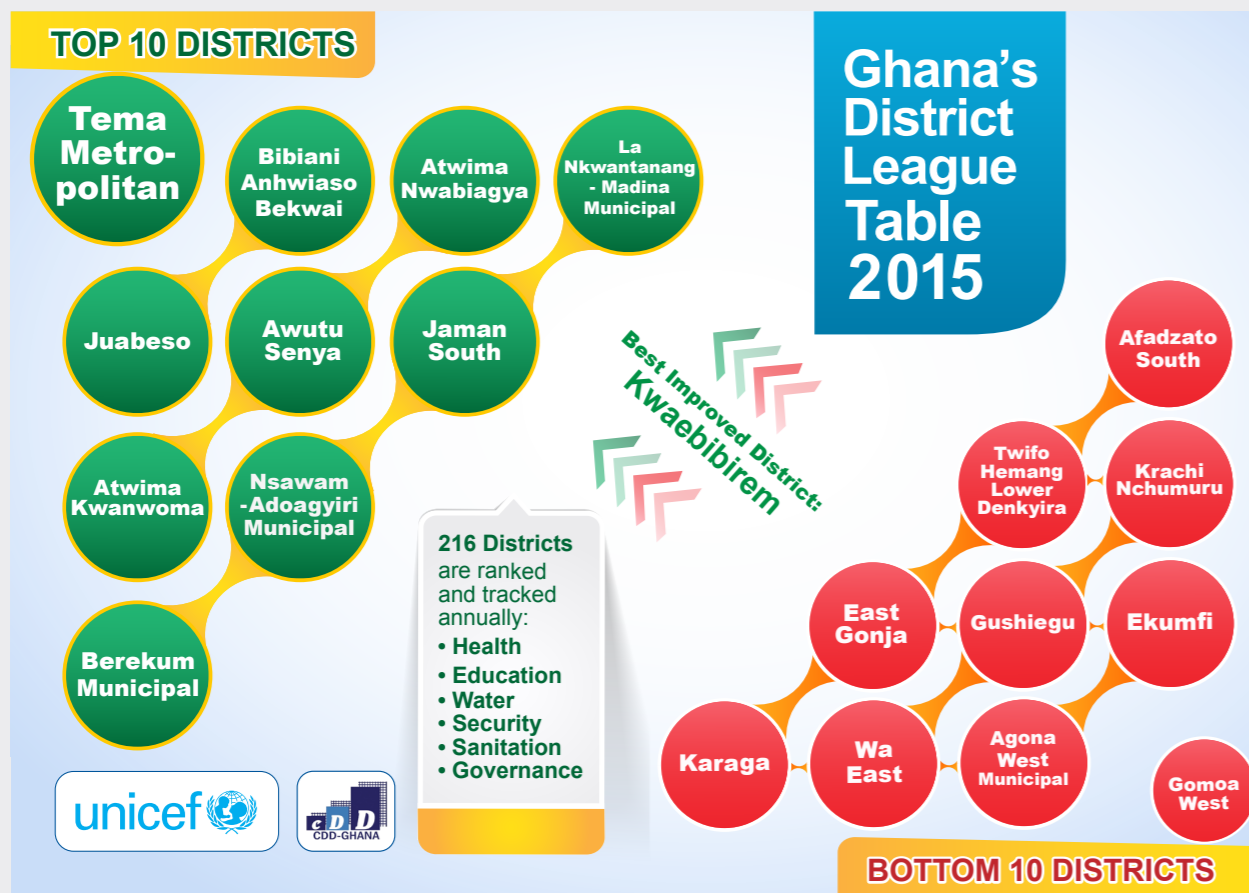 TOP 10 DISTRICTS
Tema
Metro-
politan
Bibiani
Anhwiaso
Bekwai
Atwima
Nwabiagya
La
Nkwantanang
- Madina
Municipal
Juabeso
Awutu
Senya
Jaman
South
Atwima
Kwanwoma
Nsawam
-Adoagyiri
Municipal
Berekum
Municipal
Ghana's
District
League
Table
2015
Best Improved District:
Kwaebibirem
216 Districts
are ranked
and tracked
annually:
• Health
• Education
• Water
• Security
• Sanitation
• Governance
Afadzato
South
Twifo
Hemang
Lower
Denkyira
Krachi
Nchumuru
East
Gonja
Gushiegu
Ekumfi
Karaga
Wa
East
Agona
West
Municipal
Gomoa
West
BOTTOM 10 DISTRICTS
unicef
CDD
CDD-GHANA